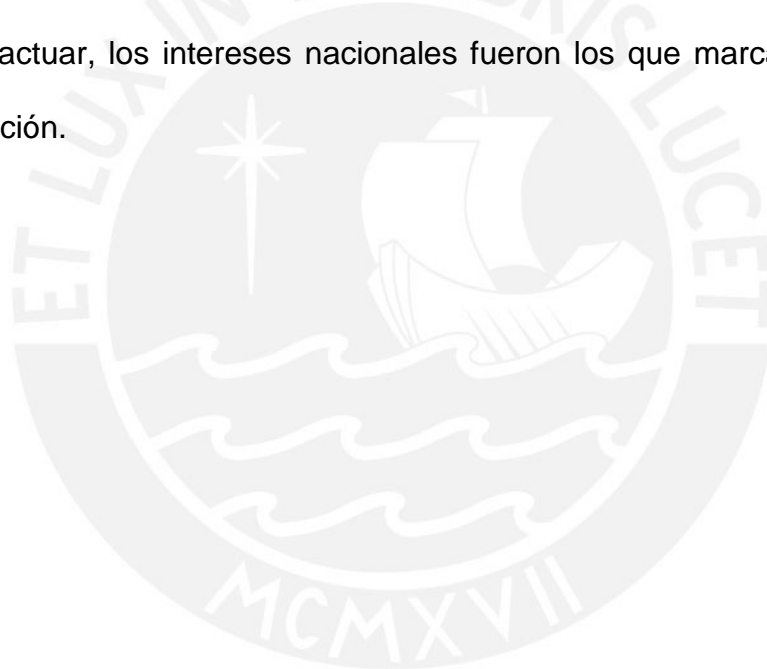 actuar, los intereses nacionales fueron los que marca
ción.
ET LUX IN TENEBRIS LUCET
MCMXVII